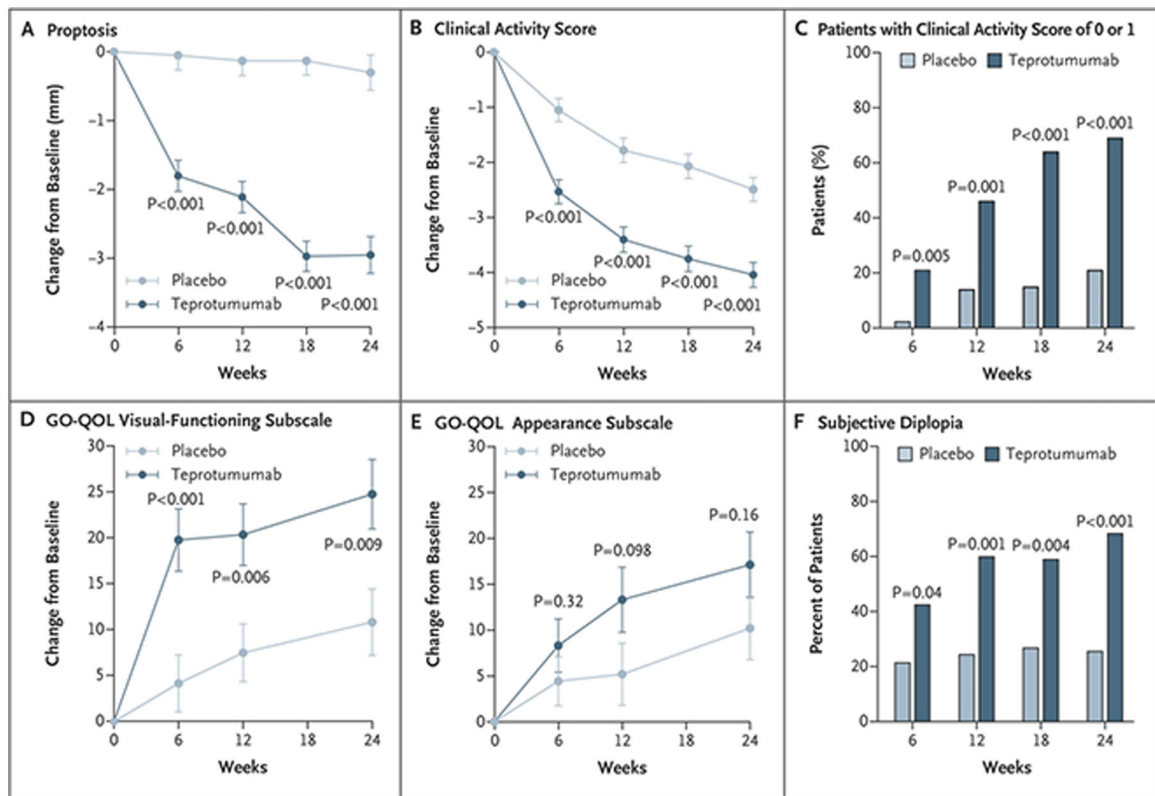 A Proptosis
Change from Baseline (mm)
0
−1
−2
−3
−4
P<0.001
P<0.001
P<0.001
P<0.001
Placebo
Teprotumumab
0 6 12 18 24
Weeks
B Clinical Activity Score
Change from Baseline
0
−1
−2
−3
−4
−5
P<0.001
P<0.001
P<0.001
P<0.001
Placebo
Teprotumumab
0 6 12 18 24
Weeks
C Patients with Clinical Activity Score of 0 or 1
Placebo Teprotumumab
Patients (%)
100
80
60
40
20
0
P=0.005
P=0.001
P<0.001
P<0.001
6 12 18 24
Weeks
D GO-QOL Visual-Functioning Subscale
Placebo
Teprotumumab
Change from Baseline
30
25
20
15
10
5
0
P<0.001
P=0.006
P=0.009
0 6 12 18 24
Weeks
E GO-QOL Appearance Subscale
Placebo
Teprotumumab
Change from Baseline
30
25
20
15
10
5
0
P=0.32
P=0.098
P=0.16
0 6 12 18 24
Weeks
F Subjective Diplopia
Placebo Teprotumumab
Percent of Patients
100
80
60
40
20
0
P=0.04
P=0.001
P=0.004
P<0.001
6 12 18 24
Weeks